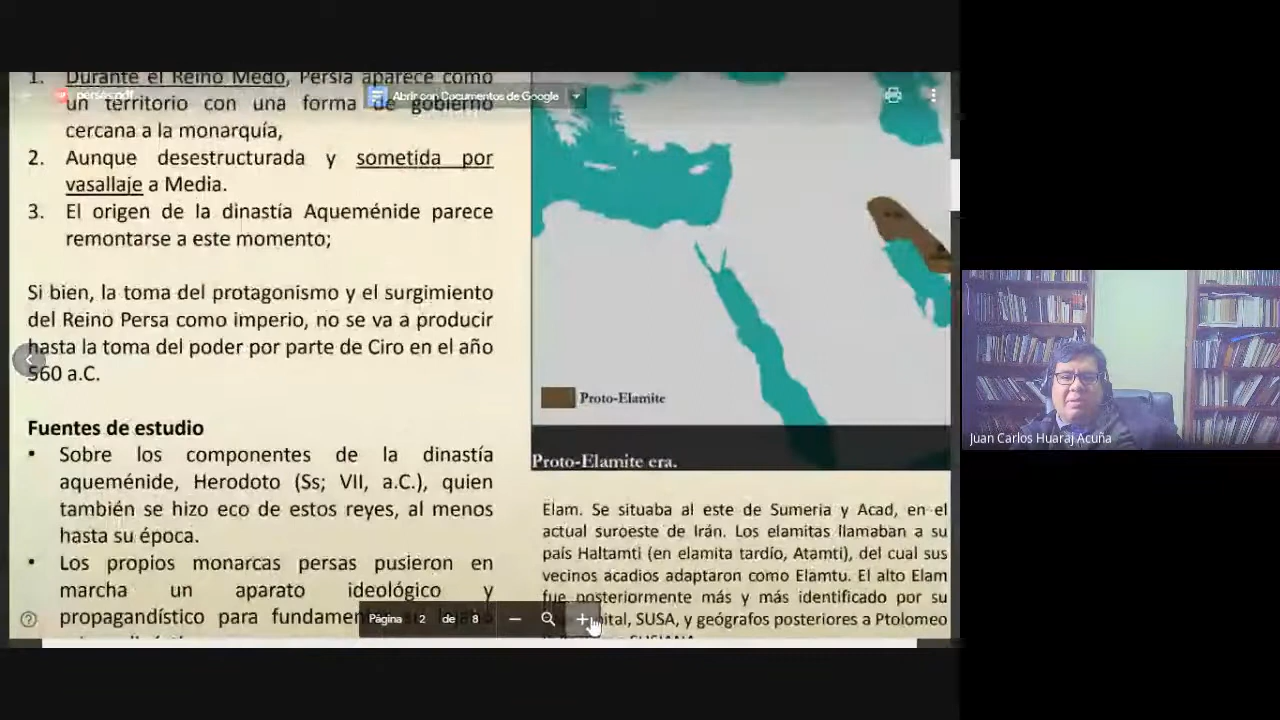 1. Durante el Reino Medo, Persia aparece como
un territorio con una forma de gobierno
cercana a la monarquía,
2. Aunque desestructurada y sometida por
vasallaje a Media.
3. El origen de la dinastía Aqueménide parece
remontarse a este momento;
Si bien, la toma del protagonismo y el surgimiento
del Reino Persa como imperio, no se va a producir
hasta la toma del poder por parte de Ciro en el año
560 a.C.
Fuentes de estudio
• Sobre los componentes de la dinastía
aqueménide, Herodoto (Ss; VII, a.C.), quien
también se hizo eco de estos reyes, al menos
hasta su época.
• Los propios monarcas persas pusieron en
marcha un aparato ideológico y
propagandístico para
persas.pdf
Abrir con Documentos de Google
Proto-Elamite
Proto-Elamite era.
Elam. Se situaba al este de Sumeria y Acad, en el
actual suroeste de Irán. Los elamitas llamaban a su
país Haltamti (en elamita tardío, Atamti), del cual sus
vecinos acadios adaptaron como Elamtu. El alto Elam
fue posteriormente más y más identificado por su
SUSA, y geógrafos posteriores a Ptolomeo
Página 2 de 8
Juan Carlos Huaraj Acuña